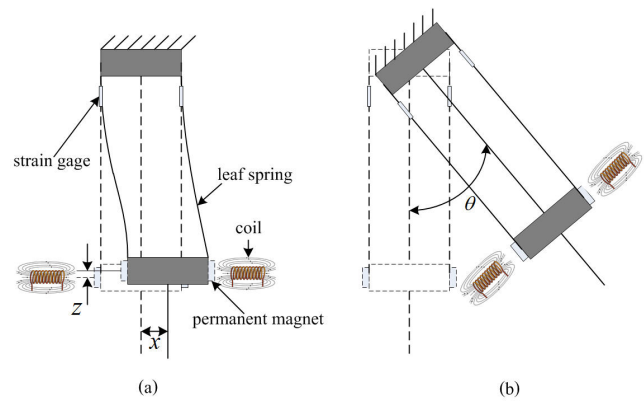 strain gage
leaf spring
θ
coil
z
permanent magnet
x
(a)
(b)